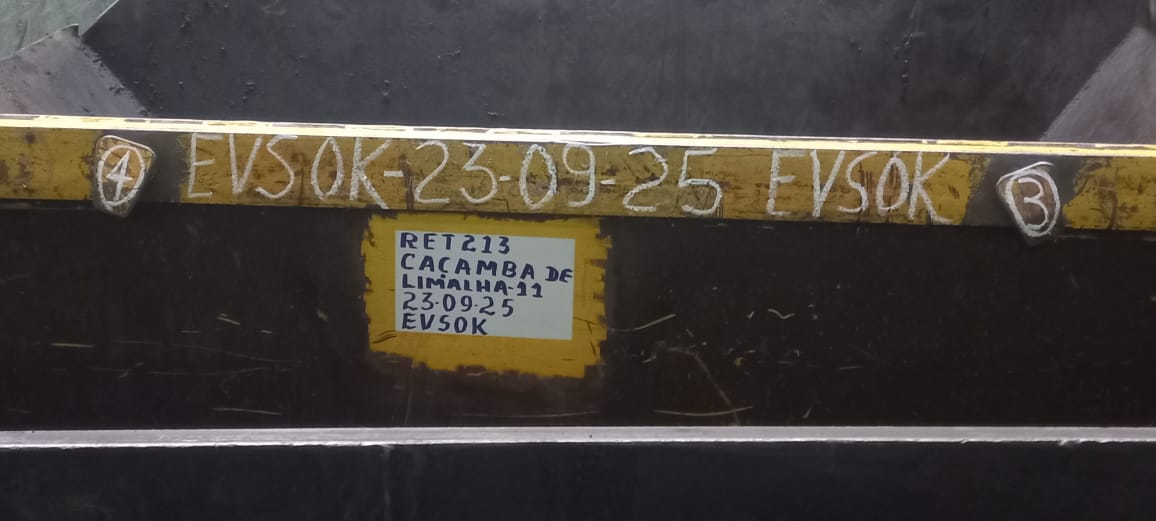 4 EVSOK-23-09-25 EVSOK 3
RET213
CAÇAMBA DE
LIMALHA-11
23-09-25
EVSOK